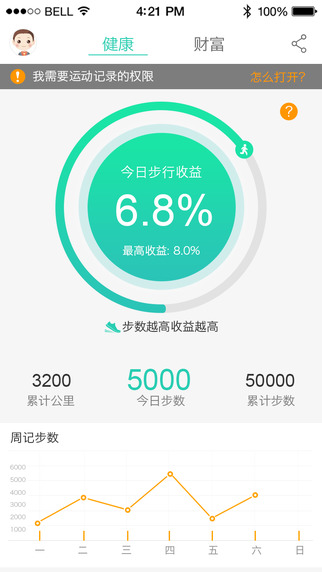 BELL 4:21 PM 100%
健康 财富
! 我需要运动记录的权限 怎么打开?
?
今日步行收益
6.8%
最高收益: 8.0%
步数越高收益越高
3200 5000 50000
累计公里 今日步数 累计步数
周记步数
6000
5000
4000
3000
2000
1000
一 二 三 四 五 六 日